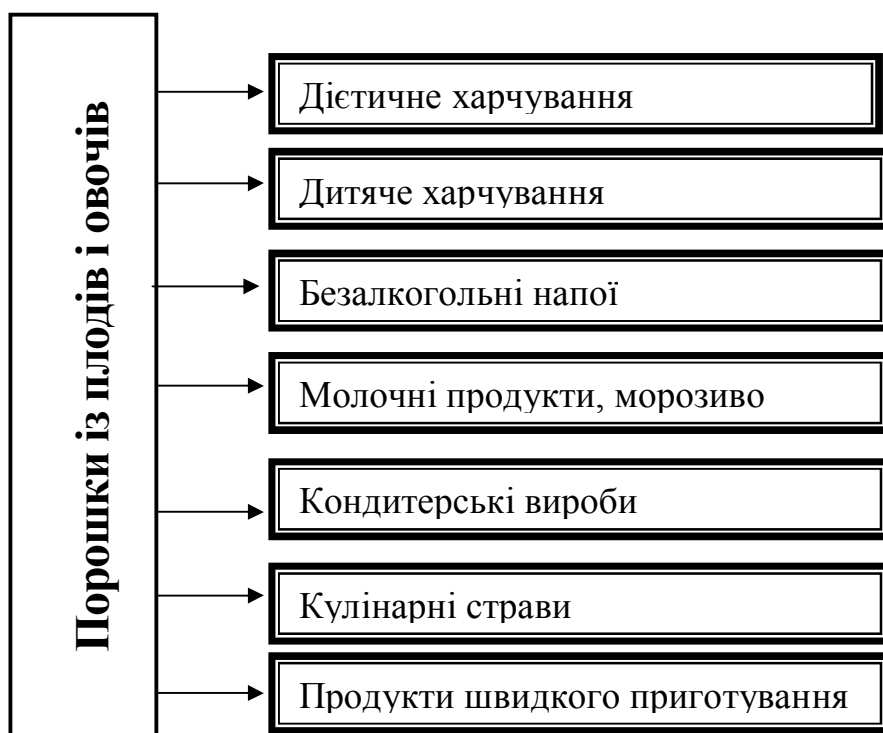 Порошки із плодів і овочів
Дієтичне харчування
Дитяче харчування
Безалкогольні напої
Молочні продукти, морозиво
Кондитерські вироби
Кулінарні страви
Продукти швидкого приготування